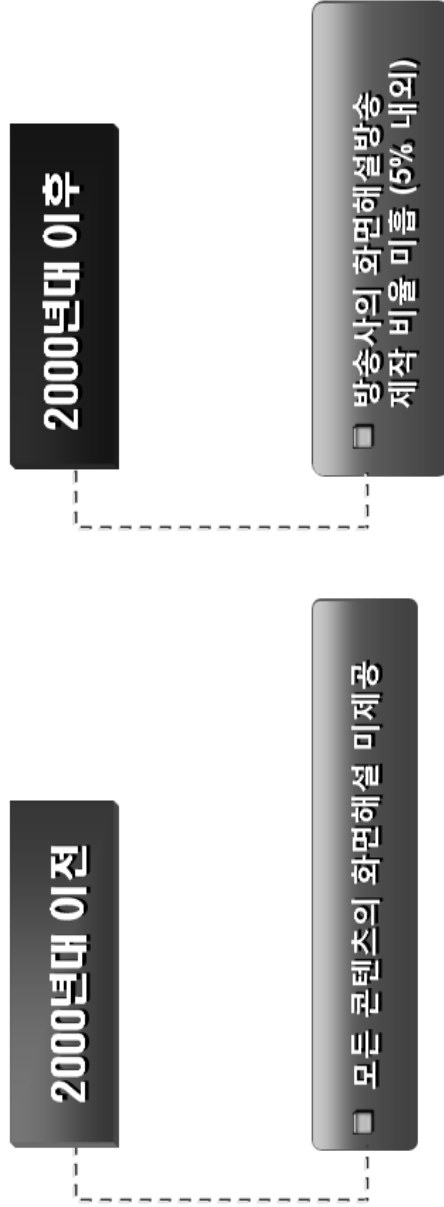 2000년대 이전
모든 콘텐츠의 화면해설 미제공
2000년대 이후
방송사의 화면해설방송
제작 비율 미흡 (5% 내외)